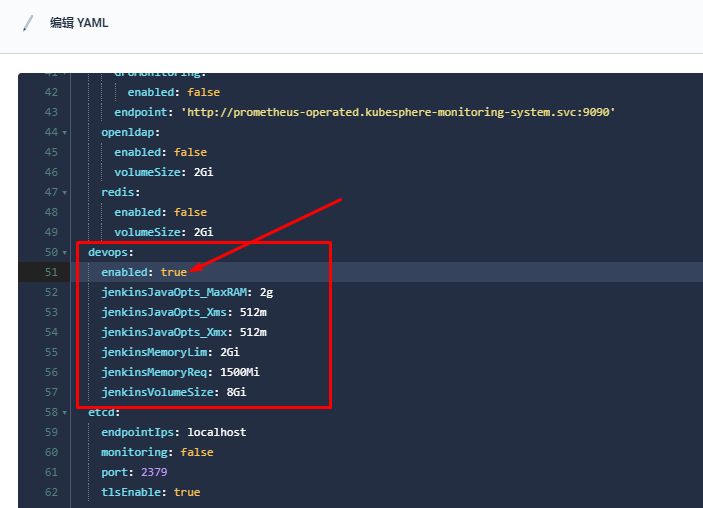 编辑 YAML
42 enabled: false
43 endpoint: 'http://prometheus-operated.kubesphere-monitoring-system.svc:9090'
44 openldap:
45 enabled: false
46 volumeSize: 2Gi
47 redis:
48 enabled: false
49 volumeSize: 2Gi
50 devops:
51 enabled: true
52 jenkinsJavaOpts_MaxRAM: 2g
53 jenkinsJavaOpts_Xms: 512m
54 jenkinsJavaOpts_Xmx: 512m
55 jenkinsMemoryLim: 2Gi
56 jenkinsMemoryReq: 1500Mi
57 jenkinsVolumeSize: 8Gi
58 etcd:
59 endpointIps: localhost
60 monitoring: false
61 port: 2379
62 tlsEnable: true